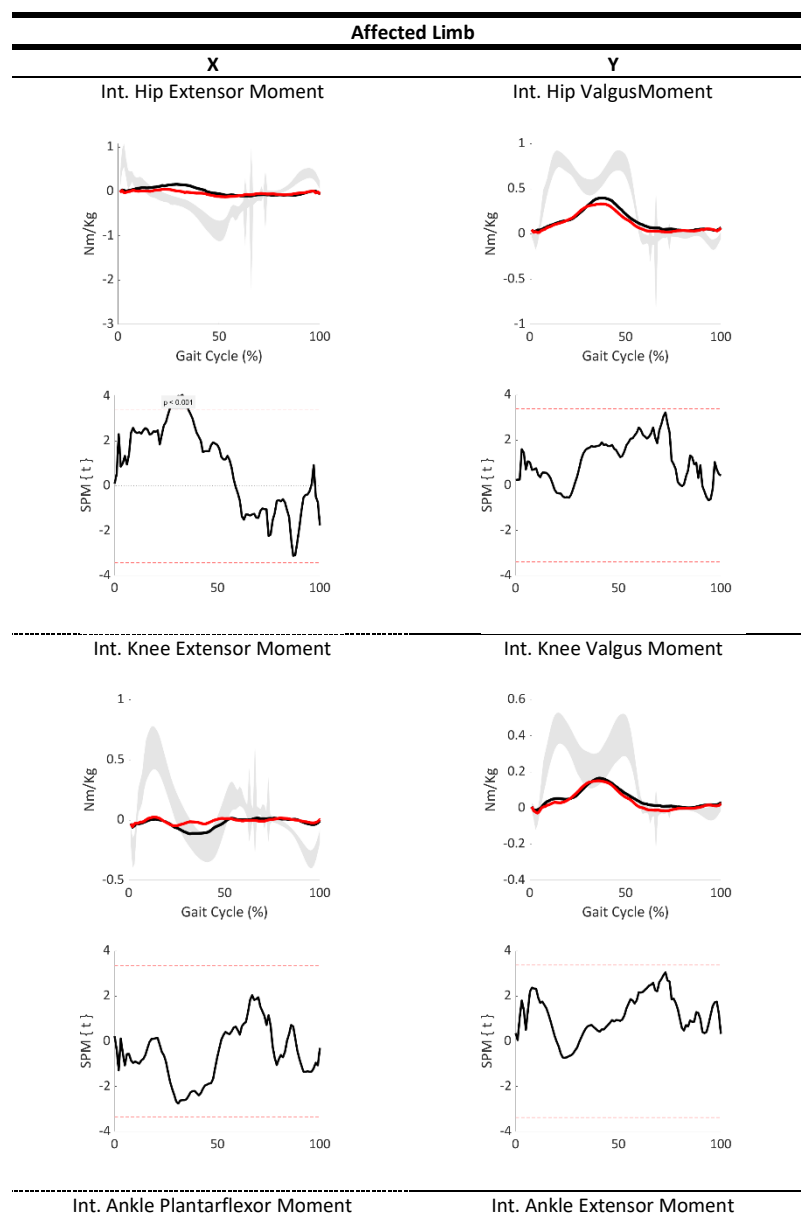 Affected Limb
X Y
Int. Hip Extensor Moment Int. Hip ValgusMoment
1 0 -1 -2 -3
Nm/Kg
0 50 100
Gait Cycle (%)
1 0.5 0 -0.5 -1
Nm/Kg
0 50 100
Gait Cycle (%)
4 2 0 -2 -4
SPM { t }
p < 0.001
0 50 100
4 2 0 -2 -4
SPM { t }
0 50 100
Int. Knee Extensor Moment Int. Knee Valgus Moment
1 0.5 0 -0.5
Nm/Kg
0 50 100
Gait Cycle (%)
0.6 0.4 0.2 0 -0.2 -0.4
Nm/Kg
0 50 100
Gait Cycle (%)
4 2 0 -2 -4
SPM { t }
0 50 100
4 2 0 -2 -4
SPM { t }
0 50 100
Int. Ankle Plantarflexor Moment Int. Ankle Extensor Moment